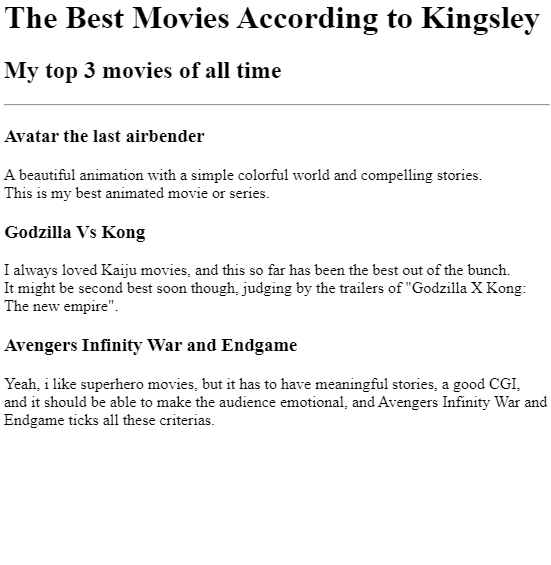 The Best Movies According to Kingsley
My top 3 movies of all time
Avatar the last airbender
A beautiful animation with a simple colorful world and compelling stories.
This is my best animated movie or series.
Godzilla Vs Kong
I always loved Kaiju movies, and this so far has been the best out of the bunch.
It might be second best soon though, judging by the trailers of "Godzilla X Kong:
The new empire".
Avengers Infinity War and Endgame
Yeah, i like superhero movies, but it has to have meaningful stories, a good CGI,
and it should be able to make the audience emotional, and Avengers Infinity War and
Endgame ticks all these criterias.